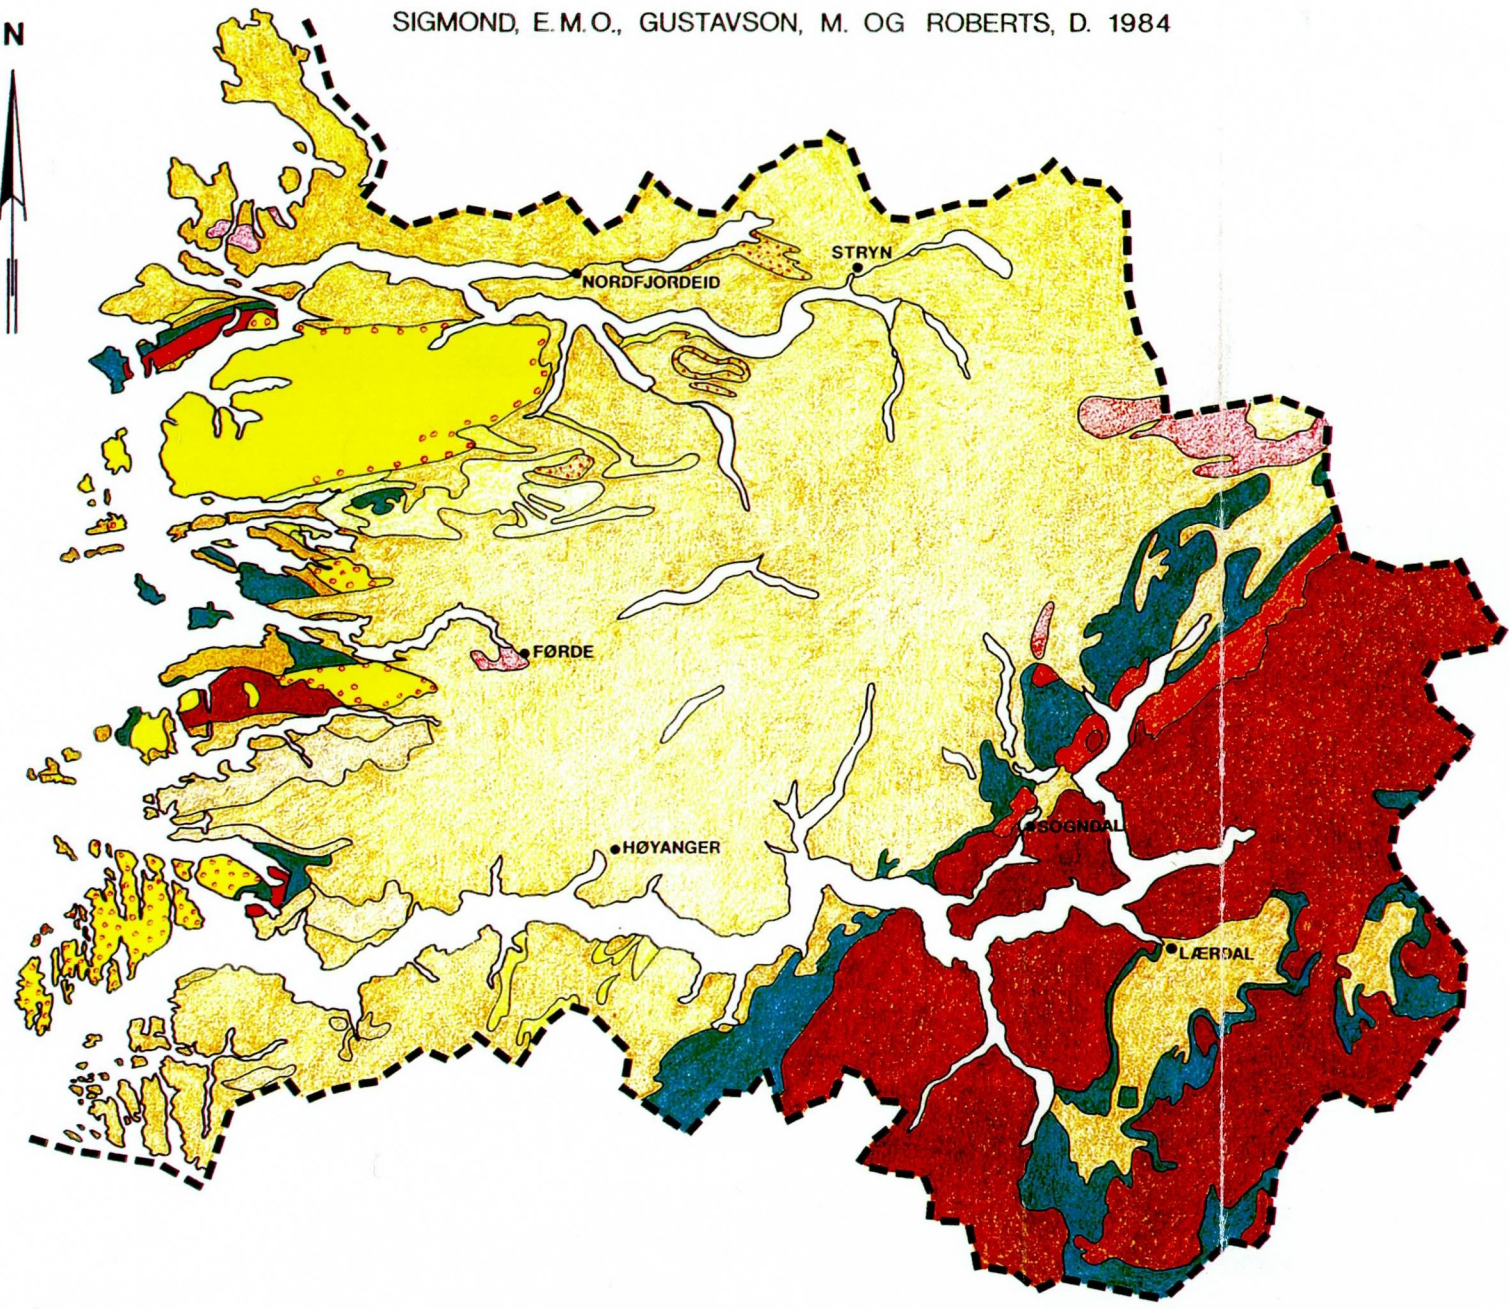 SIGMOND, E.M.O., GUSTAVSON, M. OG ROBERTS, D. 1984
N
STRYN
NORDFJORDEID
FØRDE
SOGNDAL
HØYANGER
LÆRDAL